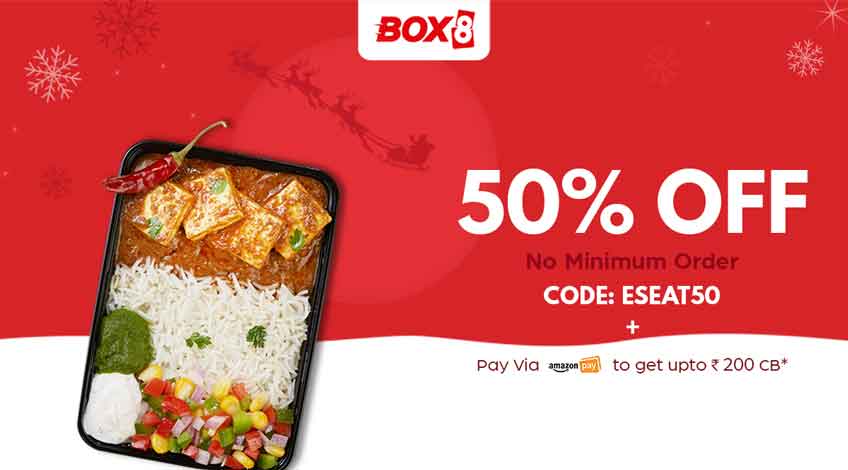 BOX8
50% OFF
No Minimum Order
CODE: ESEAT50
+
Pay Via amazon pay to get upto ₹ 200 CB*